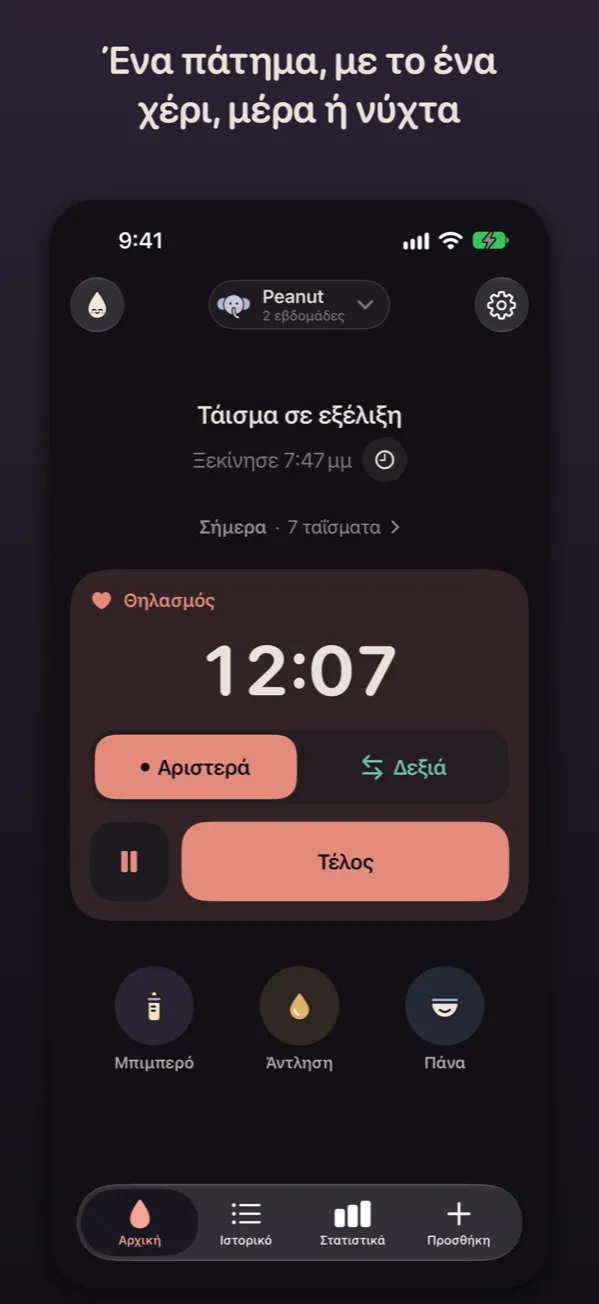 Ένα πάτημα, με το ένα
χέρι, μέρα ή νύχτα
9:41
Peanut
2 εβδομάδες
Τάισμα σε εξέλιξη
Ξεκίνησε 7:47 μμ
Σήμερα · 7 ταΐσματα
Θηλασμός
12:07
• Αριστερά
Δεξιά
Τέλος
Μπιμπερό
Άντληση
Πάνα
Αρχική
Ιστορικό
Στατιστικά
Προσθήκη